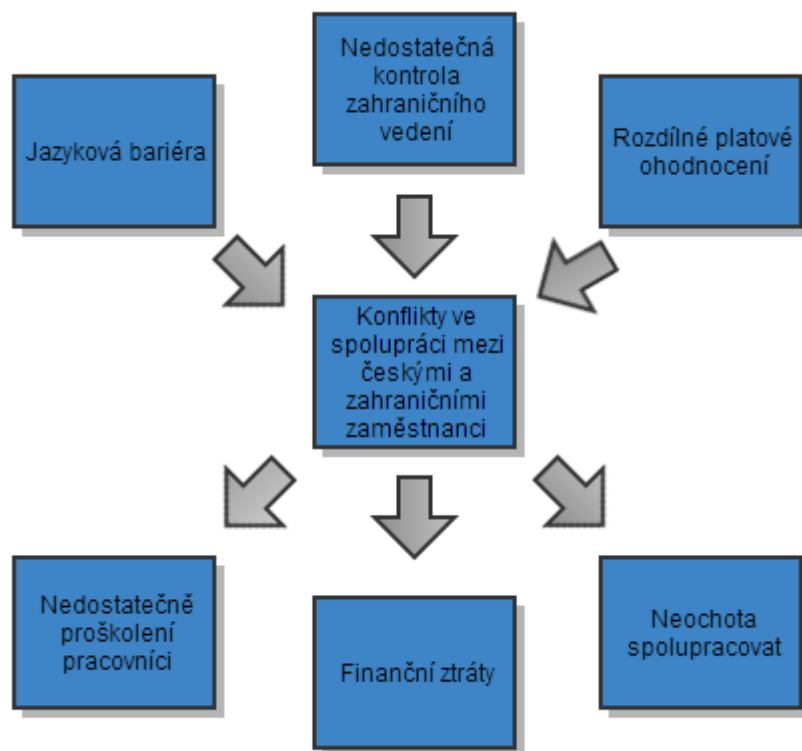 Nedostatečná
kontrola
zahraničního
vedení
Jazyková bariéra
Rozdílné platové
ohodnocení
Konflikty ve
spolupráci mezi
českými a
zahraničními
zaměstnanci
Nedostatečně
proškolení
pracovníci
Finanční ztráty
Neochota
spolupracovat